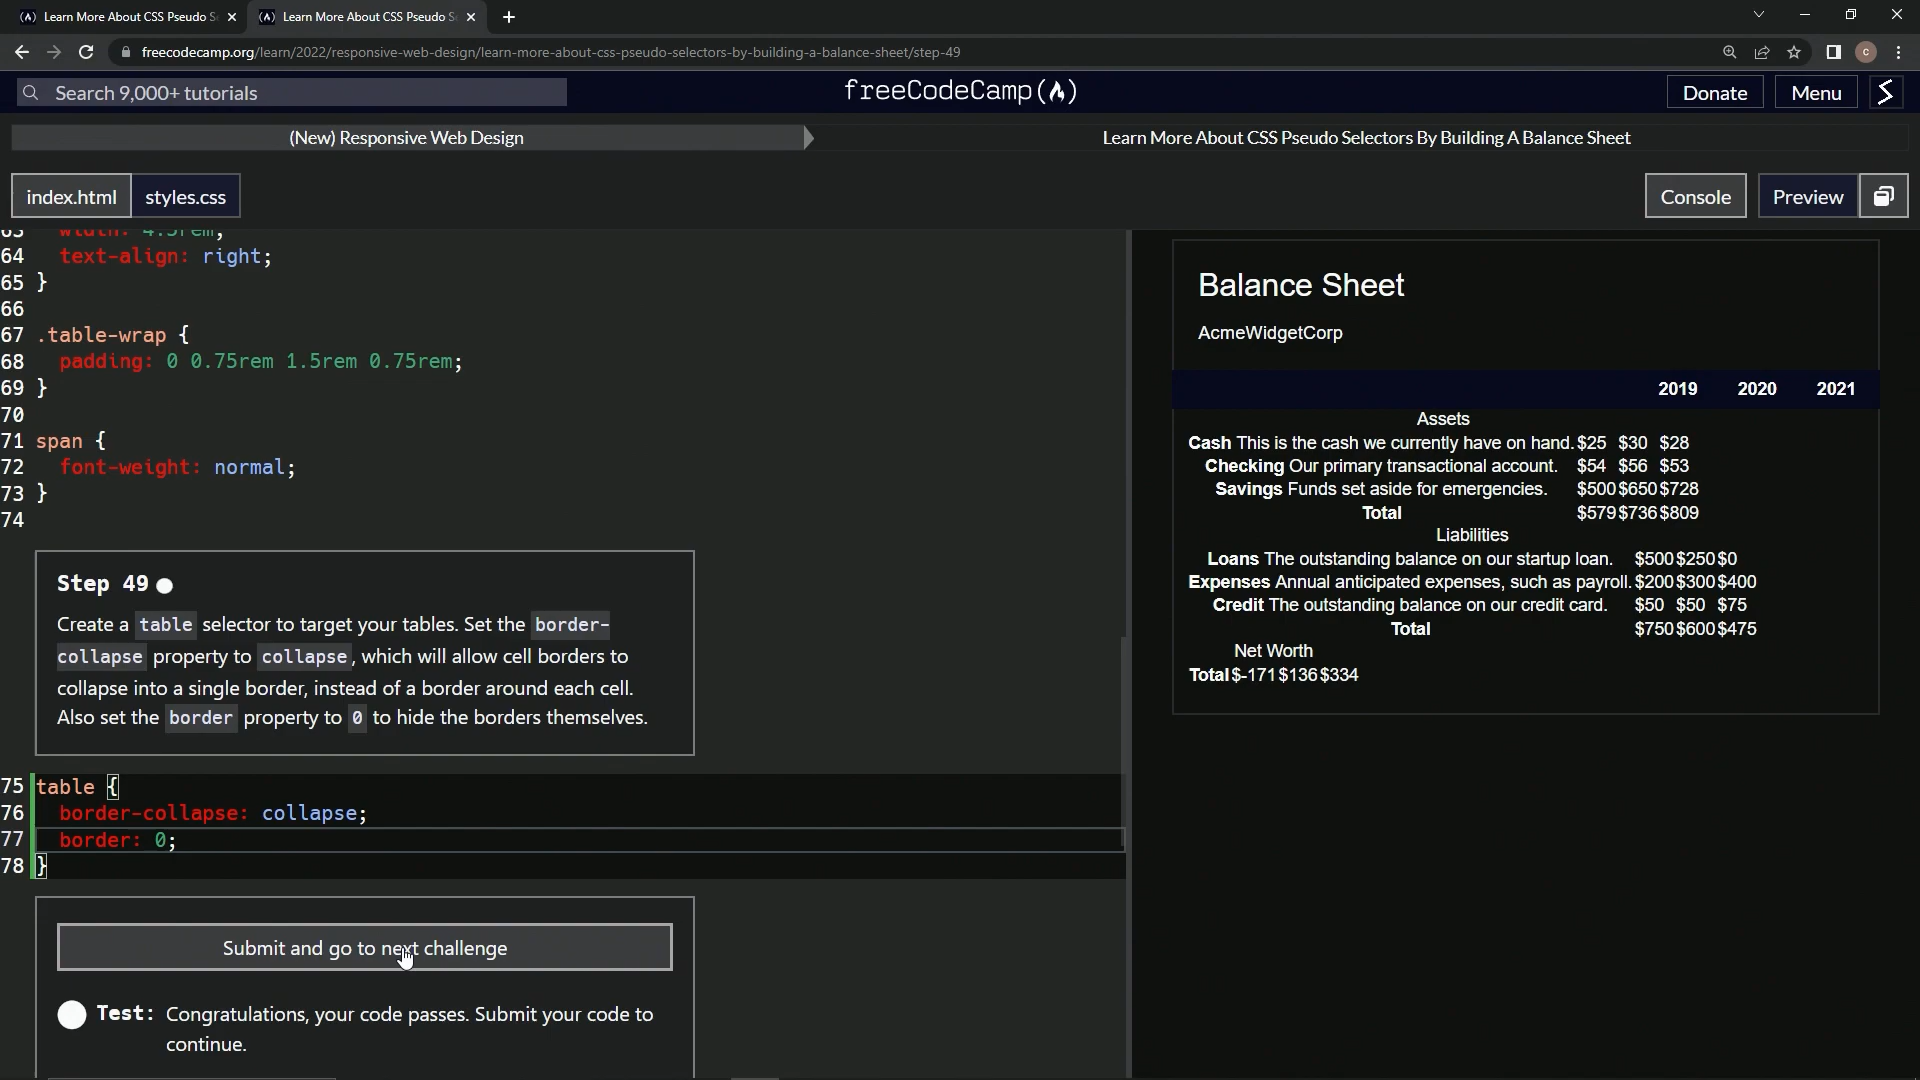 Learn More About CSS Pseudo S
Learn More About CSS Pseudo S
freecodecamp.org/learn/2022/responsive-web-design/learn-more-about-css-pseudo-selectors-by-building-a-balance-sheet/step-49
C
Search 9,000+ tutorials
freeCodeCamp
Donate
Menu
(New) Responsive Web Design
Learn More About CSS Pseudo Selectors By Building A Balance Sheet
index.html
styles.css
Console
Preview
63 width: 4.5rem;
64 text-align: right;
65 }
66
67 .table-wrap {
68 padding: 0 0.75rem 1.5rem 0.75rem;
69 }
70
71 span {
72 font-weight: normal;
73 }
74
Step 49
Create a table selector to target your tables. Set the border-
collapse property to collapse, which will allow cell borders to
collapse into a single border, instead of a border around each cell.
Also set the border property to 0 to hide the borders themselves.
75 table {
76 border-collapse: collapse;
77 border: 0;
78 }
Submit and go to next challenge
Test: Congratulations, your code passes. Submit your code to
continue.
Balance Sheet
AcmeWidgetCorp
2019 2020 2021
Assets
Cash This is the cash we currently have on hand. $25 $30 $28
Checking Our primary transactional account. $54 $56 $53
Savings Funds set aside for emergencies. $500 $650 $728
Total $579 $736 $809
Liabilities
Loans The outstanding balance on our startup loan. $500 $250 $0
Expenses Annual anticipated expenses, such as payroll. $200 $300 $400
Credit The outstanding balance on our credit card. $50 $50 $75
Total $750 $600 $475
Net Worth
Total $-171 $136 $334